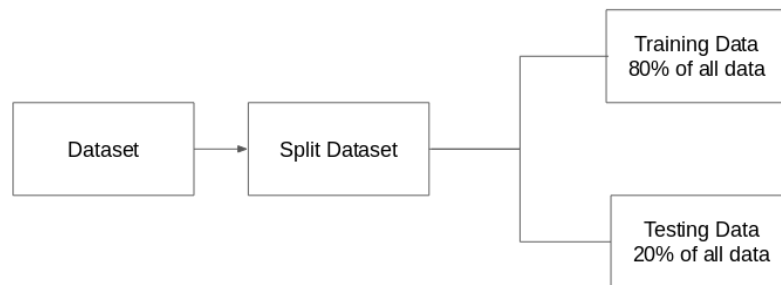 Dataset
Split Dataset
Training Data
80% of all data
Testing Data
20% of all data